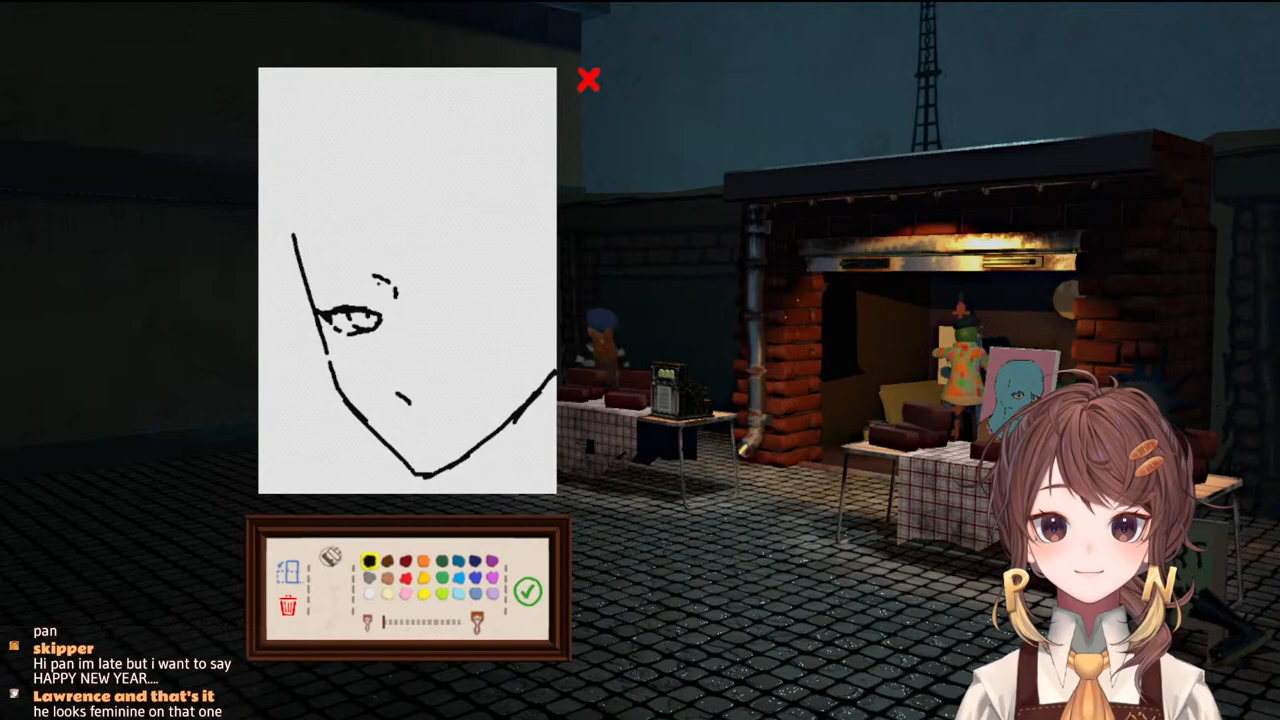 pan
skipper
Hi pan im late but i want to say
HAPPY NEW YEAR....
Lawrence and that's it
he looks feminine on that one
P N